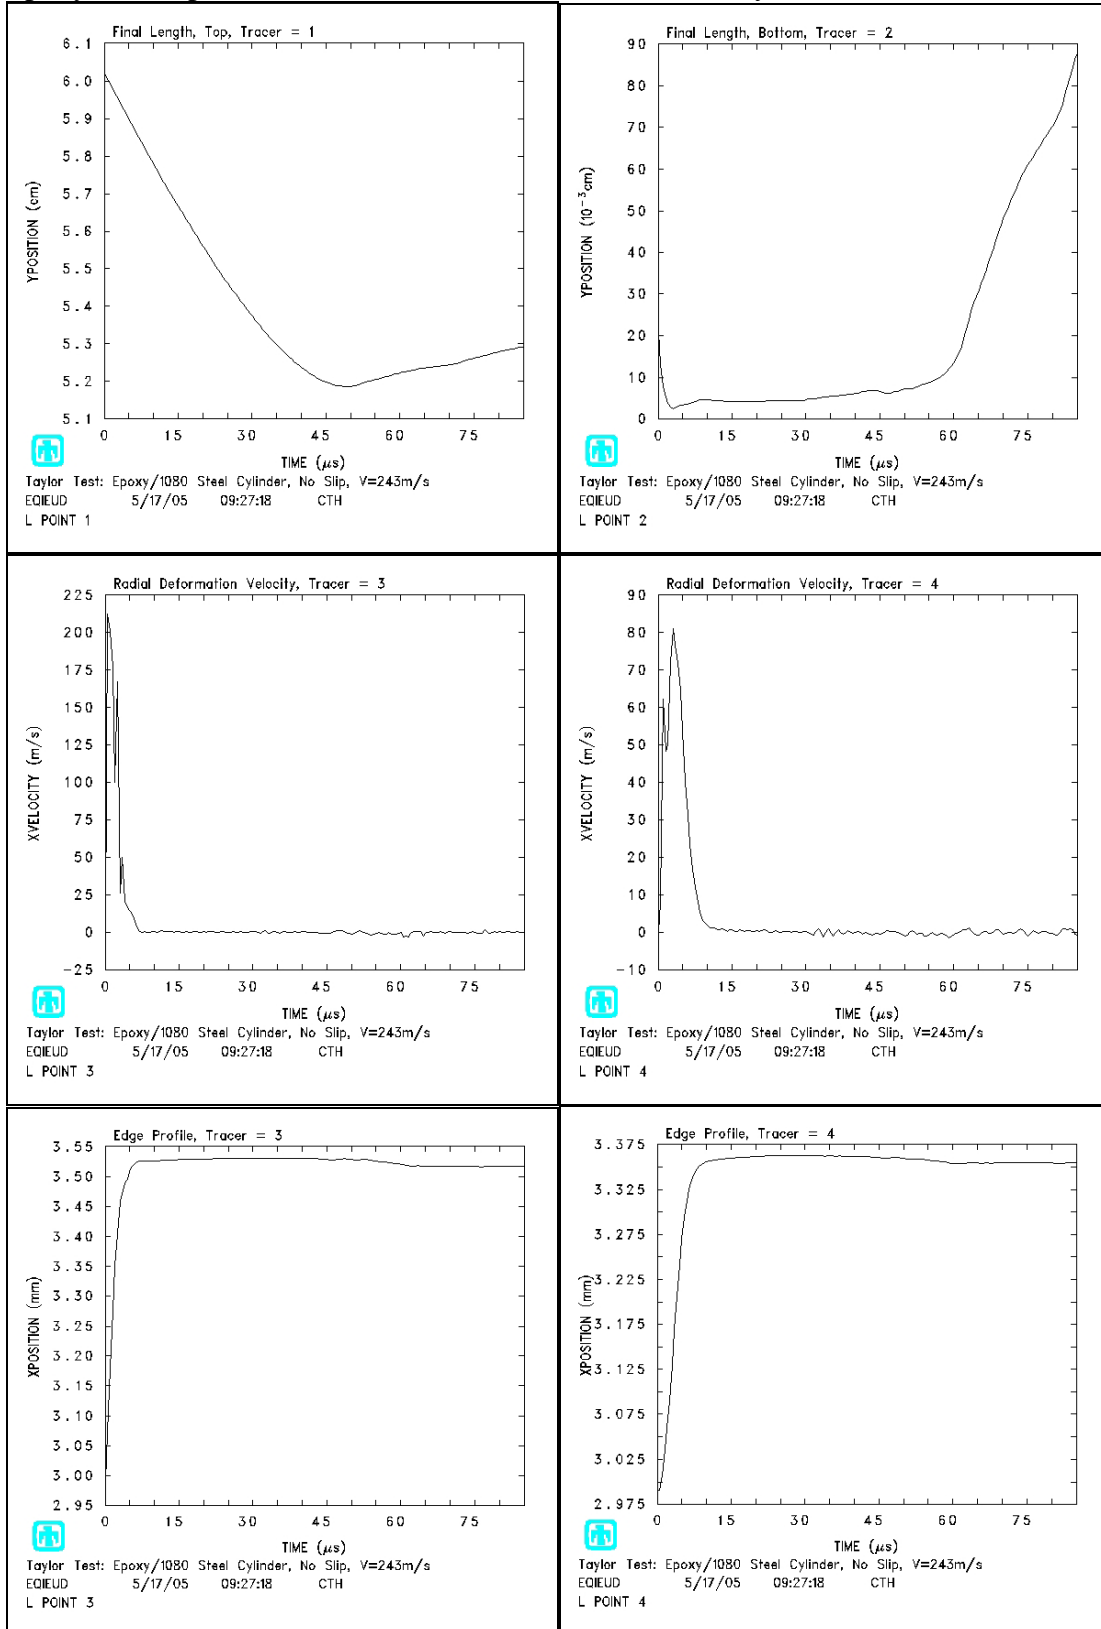 Final Length, Top, Tracer = 1
6.1
6.0
5.9
5.8
5.7
5.6
5.5
5.4
5.3
5.2
5.1
YPOSITION (cm)
0 15 30 45 60 75
TIME (μs)
Taylor Test: Epoxy/1080 Steel Cylinder, No Slip, V=243m/s
EQIEUD 5/17/05 09:27:18 CTH
L POINT 1
Final Length, Bottom, Tracer = 2
90
80
70
60
50
40
30
20
10
0
YPOSITION (10⁻³cm)
0 15 30 45 60 75
TIME (μs)
Taylor Test: Epoxy/1080 Steel Cylinder, No Slip, V=243m/s
EQIEUD 5/17/05 09:27:18 CTH
L POINT 2
Radial Deformation Velocity, Tracer = 3
225
200
175
150
125
100
75
50
25
0
-25
XVELOCITY (m/s)
0 15 30 45 60 75
TIME (μs)
Taylor Test: Epoxy/1080 Steel Cylinder, No Slip, V=243m/s
EQIEUD 5/17/05 09:27:18 CTH
L POINT 3
Radial Deformation Velocity, Tracer = 4
90
80
70
60
50
40
30
20
10
0
-10
XVELOCITY (m/s)
0 15 30 45 60 75
TIME (μs)
Taylor Test: Epoxy/1080 Steel Cylinder, No Slip, V=243m/s
EQIEUD 5/17/05 09:27:18 CTH
L POINT 4
Edge Profile, Tracer = 3
3.55
3.50
3.45
3.40
3.35
3.30
3.25
3.20
3.15
3.10
3.05
3.00
2.95
XPOSITION (mm)
0 15 30 45 60 75
TIME (μs)
Taylor Test: Epoxy/1080 Steel Cylinder, No Slip, V=243m/s
EQIEUD 5/17/05 09:27:18 CTH
L POINT 3
Edge Profile, Tracer = 4
3.375
3.325
3.275
3.225
3.175
3.125
3.075
3.025
2.975
XPOSITION (mm)
0 15 30 45 60 75
TIME (μs)
Taylor Test: Epoxy/1080 Steel Cylinder, No Slip, V=243m/s
EQIEUD 5/17/05 09:27:18 CTH
L POINT 4